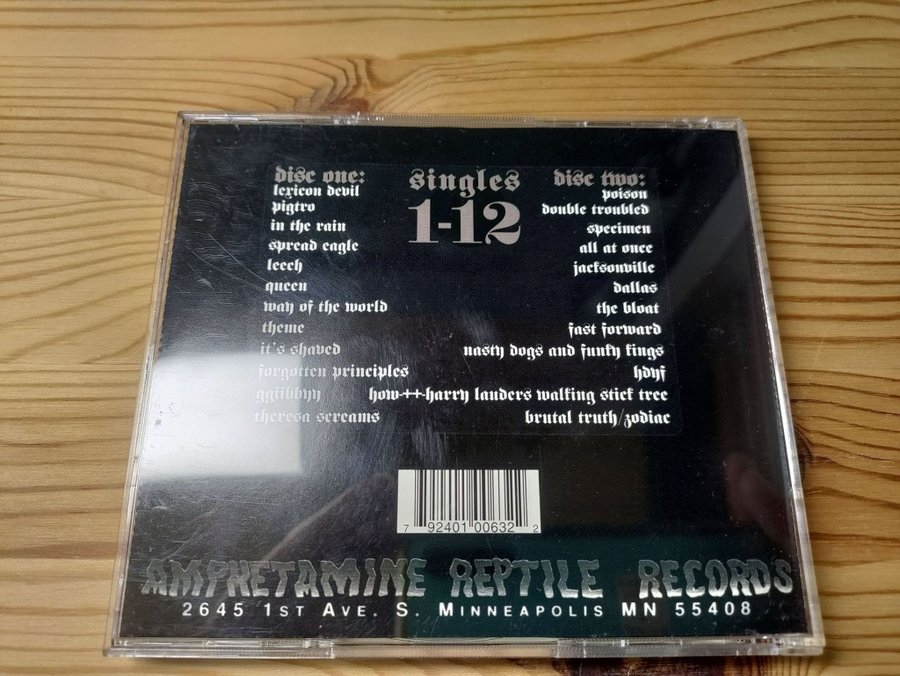 disc one:
lexicon devil
pigtro
in the rain
spread eagle
leech
queen
way of the world
theme
it's shaved
forgotten principles
ggiibbyy
theresa screams
singles
1-12
disc two:
poison
double troubled
specimen
all at once
jacksonville
dallas
the bloat
fast forward
nasty dogs and funky kings
hdyf
how-++-harry lauders walking stick tree
brutal truth/zodiac
7 92401 00632 2
AMPHETAMINE REPTILE RECORDS
2645 1ST AVE. S. MINNEAPOLIS MN 55408